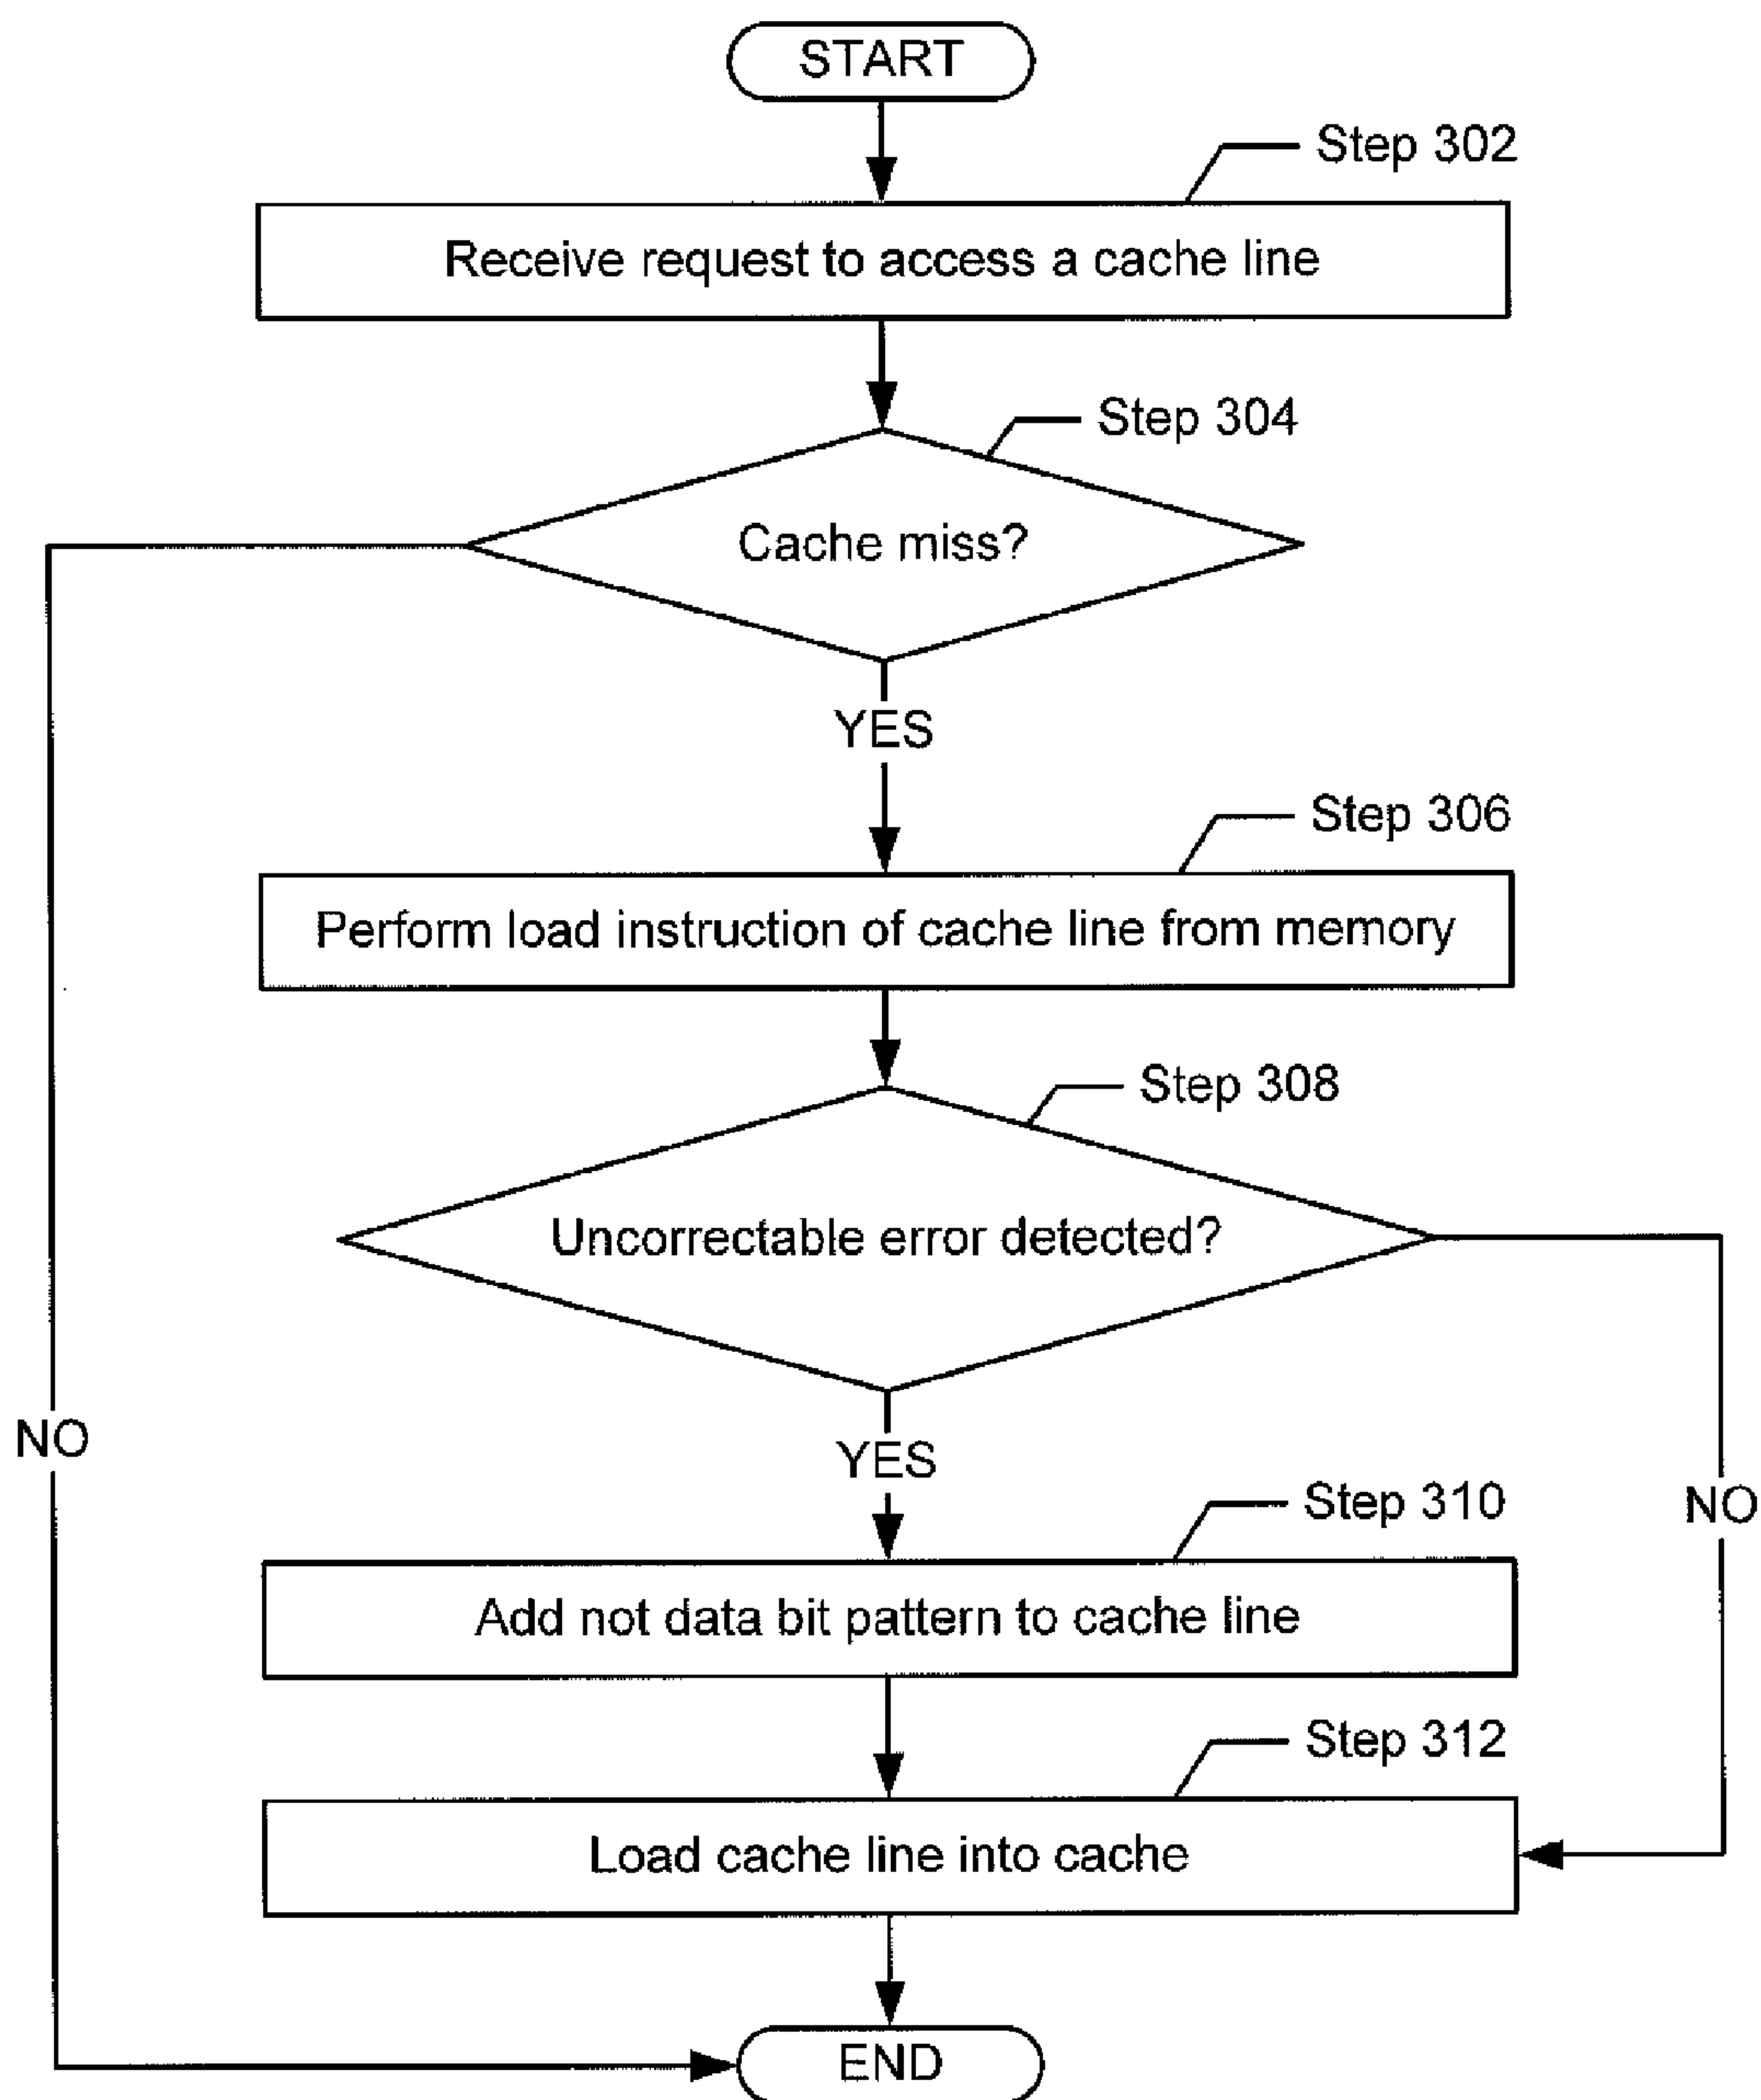 START
Step 302
Receive request to access a cache line
Step 304
Cache miss?
YES
Step 306
Perform load instruction of cache line from memory
Step 308
Uncorrectable error detected?
NO
YES
Step 310
NO
Add not data bit pattern to cache line
Step 312
Load cache line into cache
END